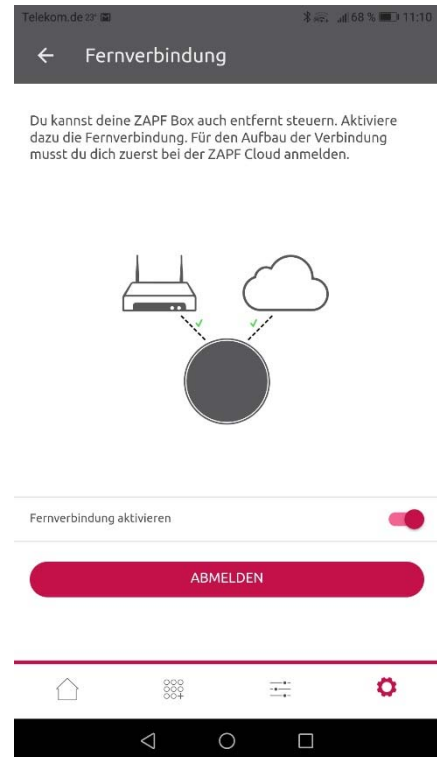 Telekom.de 23° 68 % 11:10
Fernverbindung
Du kannst deine ZAPF Box auch entfernt steuern. Aktiviere
dazu die Fernverbindung. Für den Aufbau der Verbindung
musst du dich zuerst bei der ZAPF Cloud anmelden.
Fernverbindung aktivieren
ABMELDEN